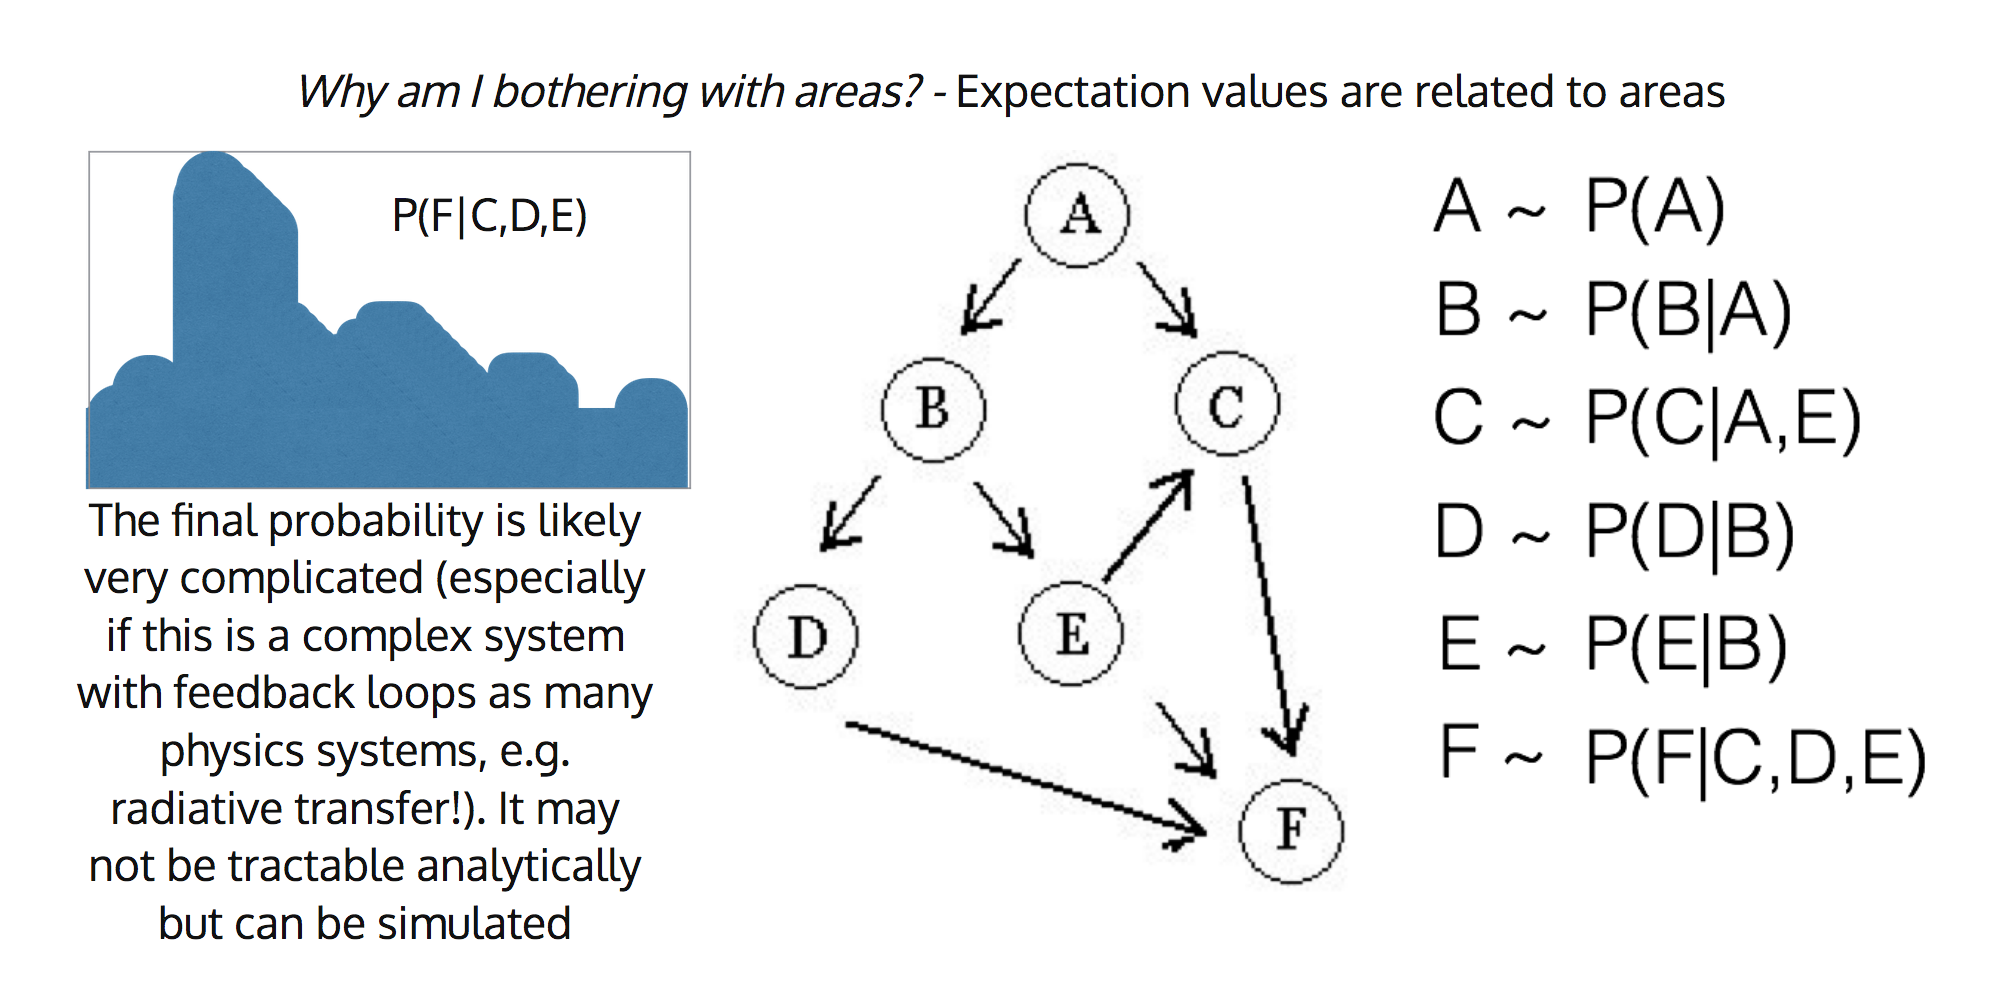 Why am I bothering with areas? - Expectation values are related to areas
P(F|C,D,E)
The final probability is likely
very complicated (especially
if this is a complex system
with feedback loops as many
physics systems, e.g.
radiative transfer!). It may
not be tractable analytically
but can be simulated
A
B
C
D
E
F
A ~ P(A)
B ~ P(B|A)
C ~ P(C|A,E)
D ~ P(D|B)
E ~ P(E|B)
F ~ P(F|C,D,E)